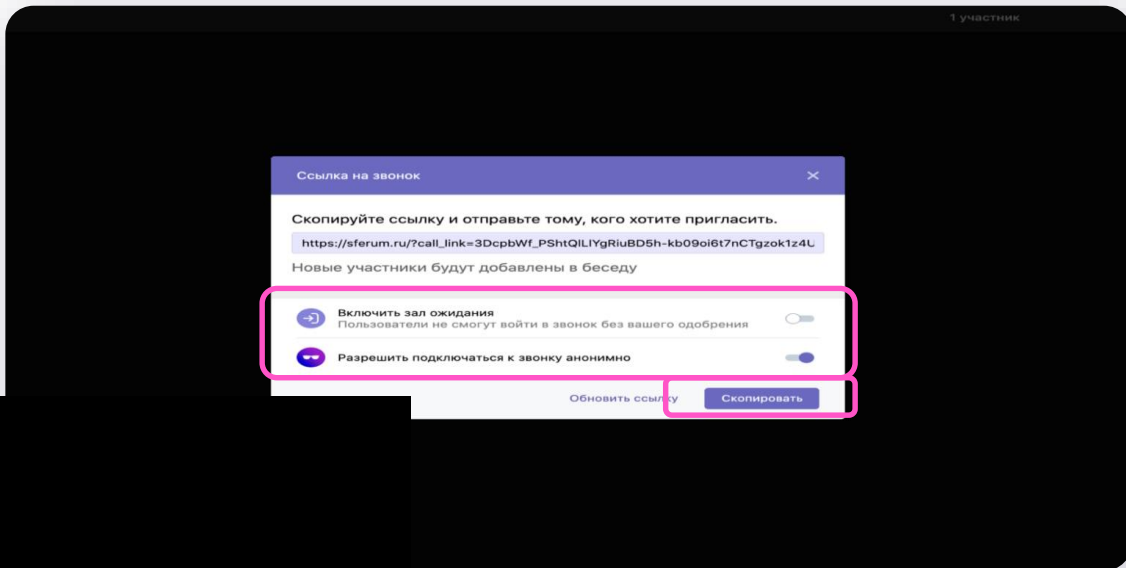 1 участник
Ссылка на звонок
Скопируйте ссылку и отправьте тому, кого хотите пригласить.
https://sferum.ru/?call_link=3DcpbWf_PShtQlLIYgRiuBD5h-kb09oi6t7nCTgzok1z4U
Новые участники будут добавлены в беседу
Включить зал ожидания
Пользователи не смогут войти в звонок без вашего одобрения
Разрешить подключаться к звонку анонимно
Обновить ссылку Скопировать